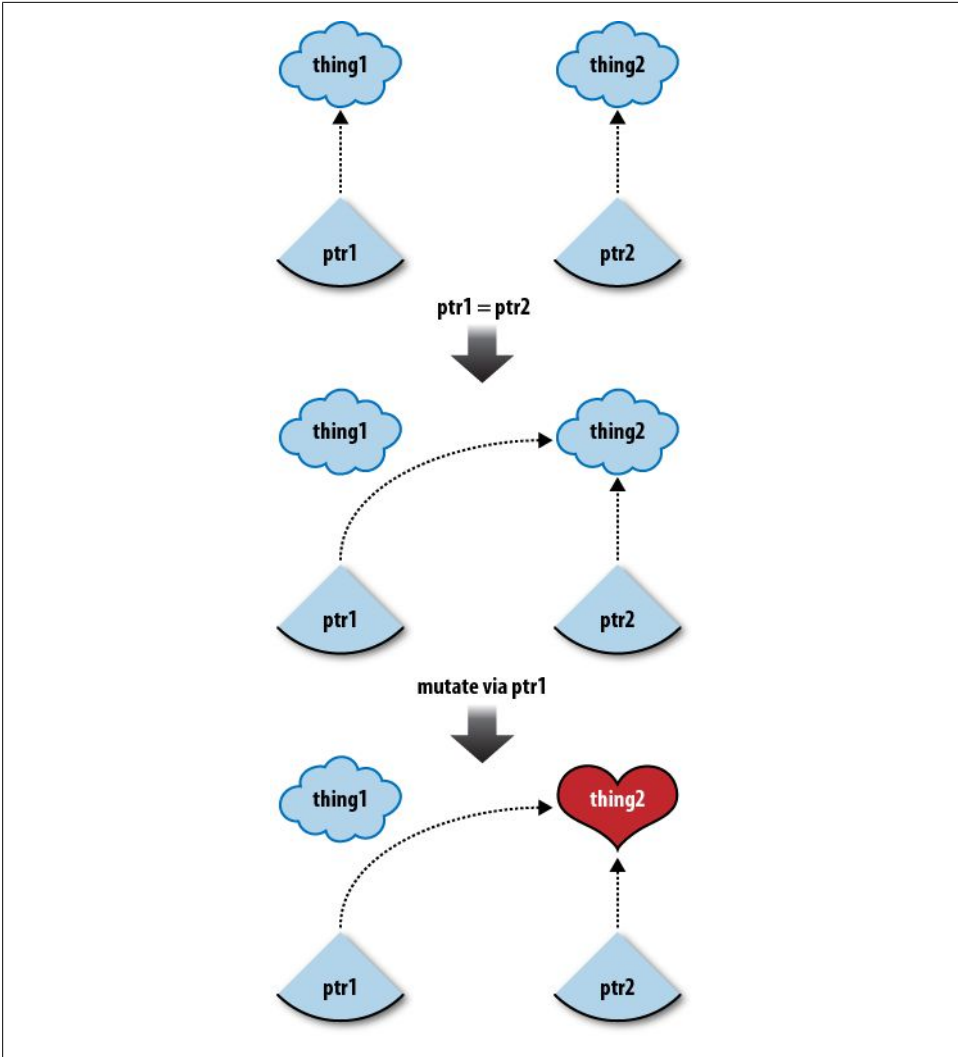 thing1
thing2
ptr1
ptr2
ptr1 = ptr2
thing1
thing2
ptr1
ptr2
mutate via ptr1
thing1
thing2
ptr1
ptr2